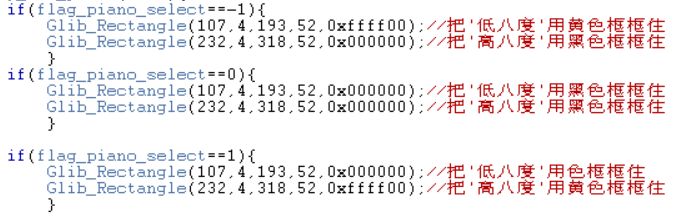 if(flag_piano_select==-1){
Glib_Rectangle(107,4,193,52,0xffff00);//把'低八度'用黄色框框住
Glib_Rectangle(232,4,318,52,0x000000);//把'高八度'用黑色框框住
}
if(flag_piano_select==0){
Glib_Rectangle(107,4,193,52,0x000000);//把'低八度'用黑色框框住
Glib_Rectangle(232,4,318,52,0x000000);//把'高八度'用黑色框框住
}
if(flag_piano_select==1){
Glib_Rectangle(107,4,193,52,0x000000);//把'低八度'用色框框住
Glib_Rectangle(232,4,318,52,0xffff00);//把'高八度'用黄色框框住
}